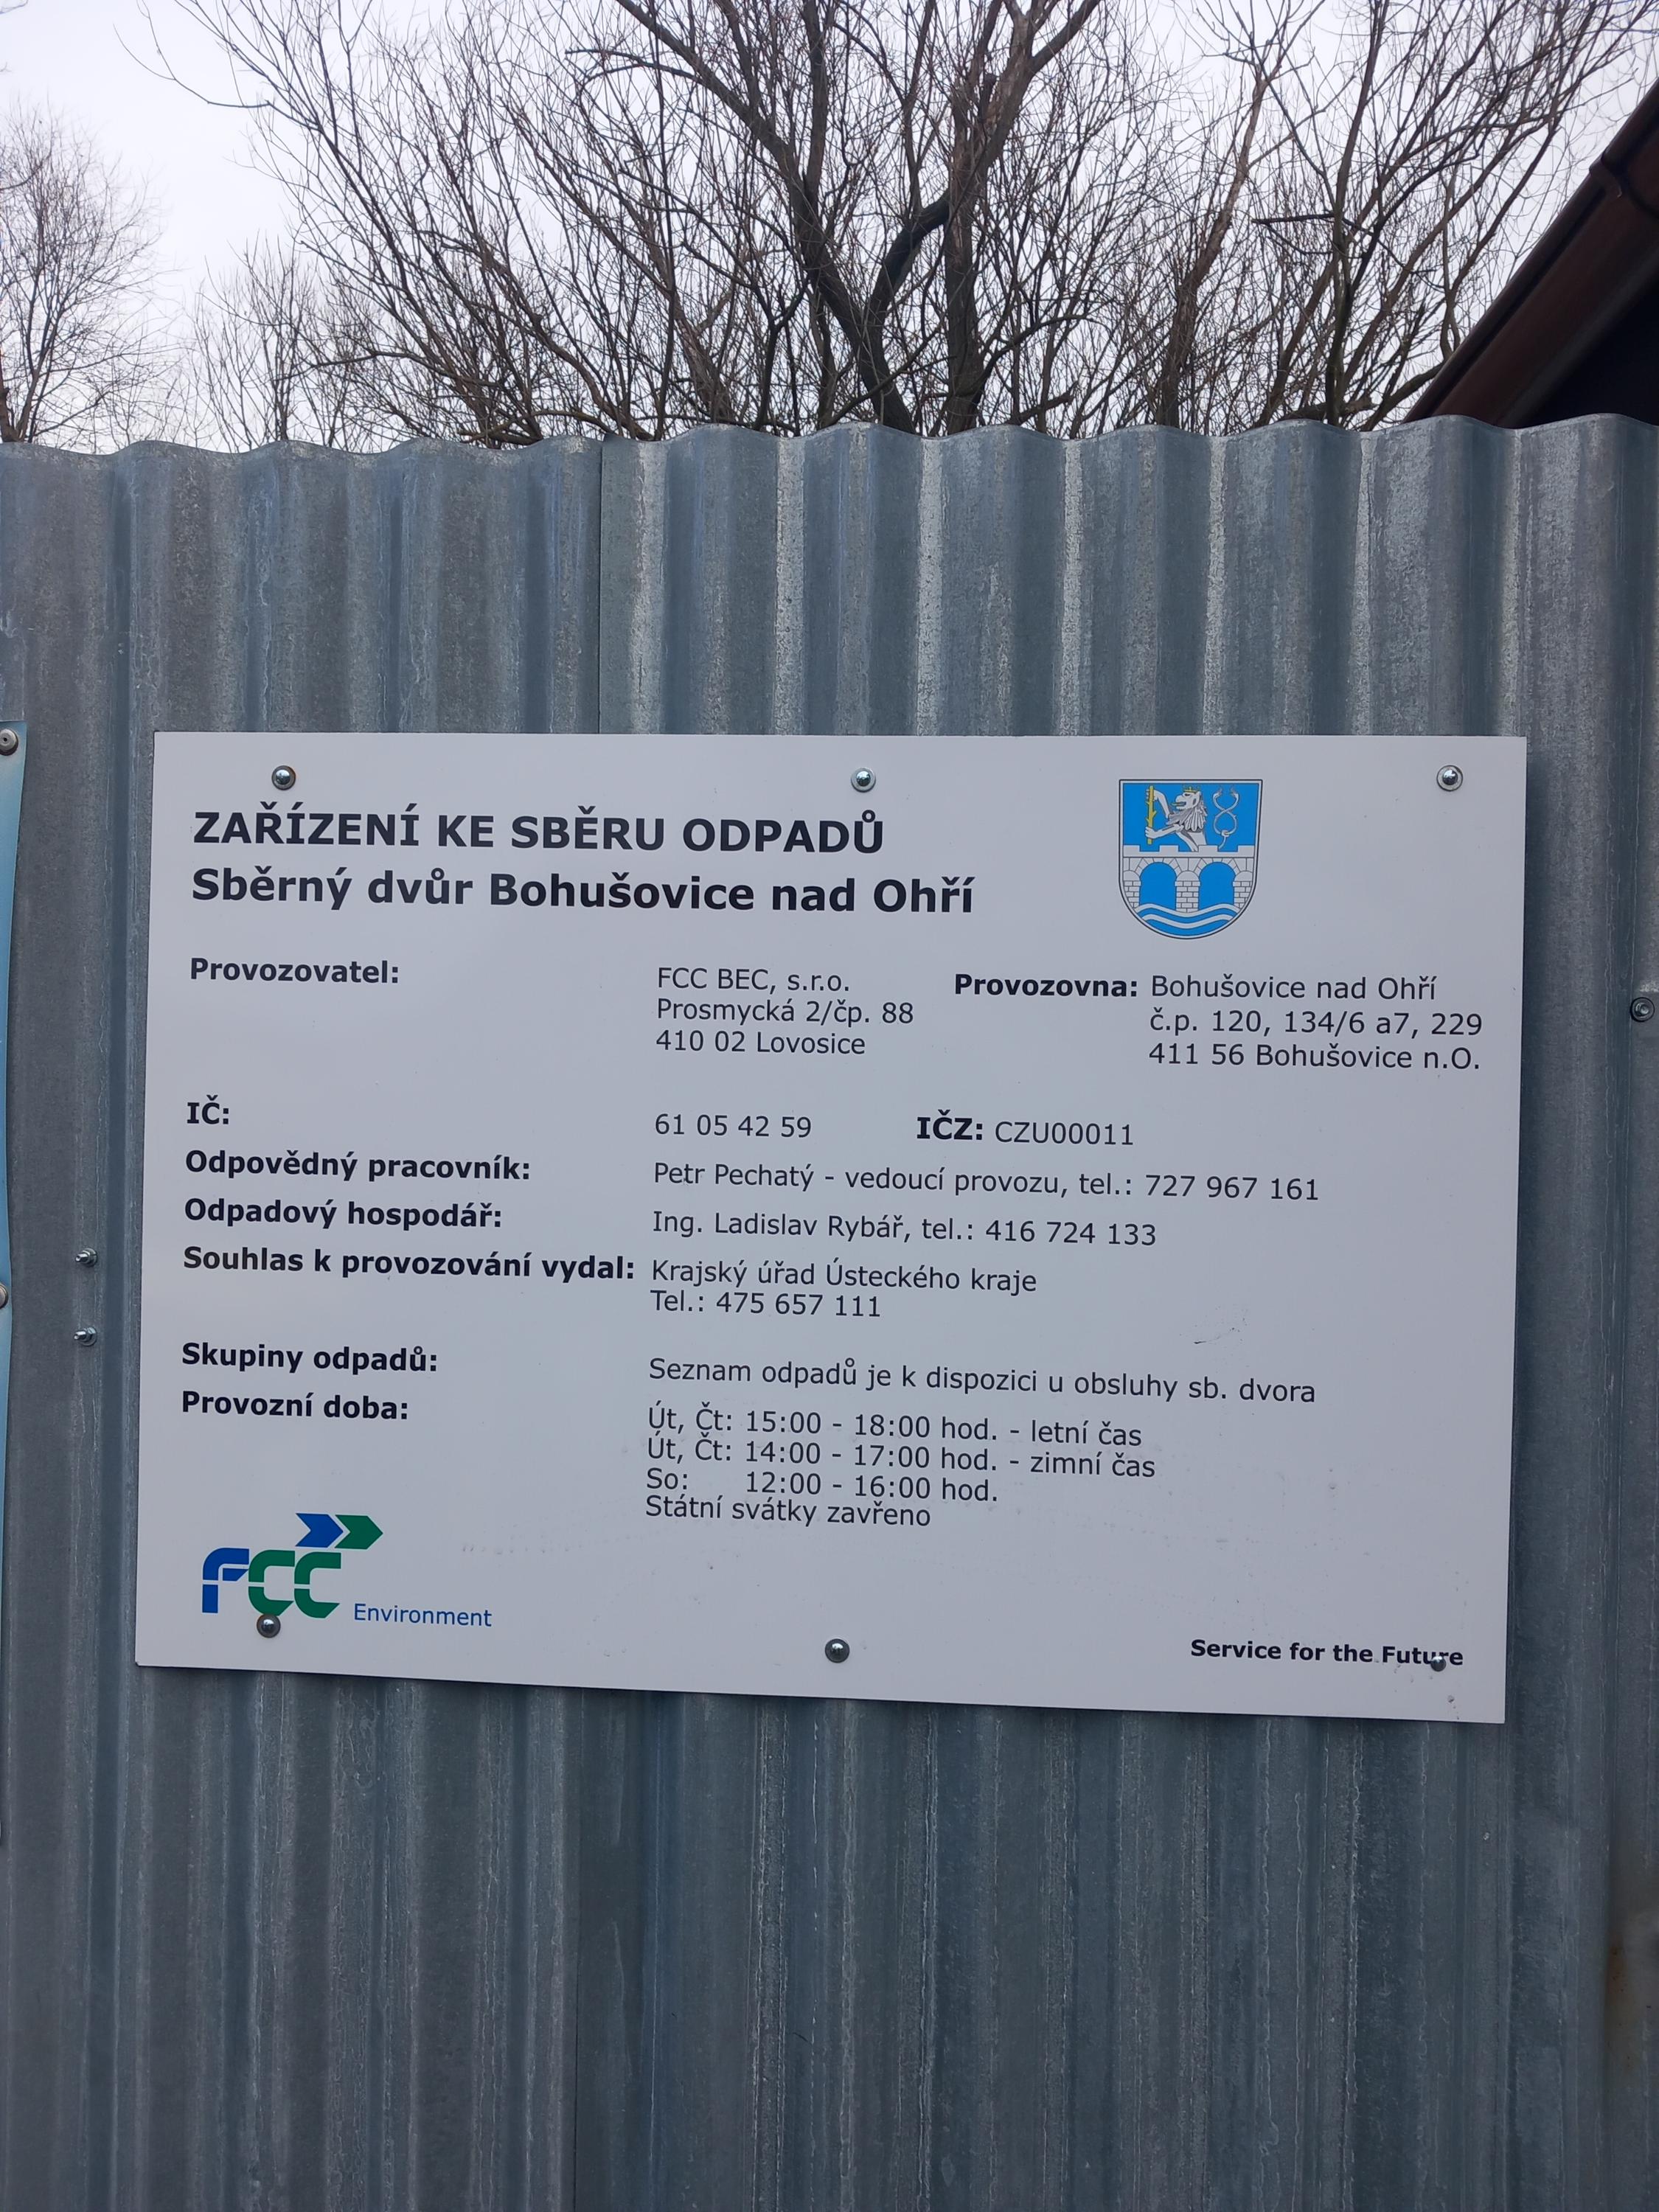 ZAŘÍZENÍ KE SBĚRU ODPADŮ
Sběrný dvůr Bohušovice nad Ohří
Provozovatel:
FCC BEC, s.r.o.
Prosmycká 2/čp. 88
410 02 Lovosice
Provozovna: Bohušovice nad Ohří
č.p. 120, 134/6 a7, 229
411 56 Bohušovice n.O.
IČ: 61 05 42 59 IČZ: CZU00011
Odpovědný pracovník: Petr Pechatý - vedoucí provozu, tel.: 727 967 161
Odpadový hospodář: Ing. Ladislav Rybář, tel.: 416 724 133
Souhlas k provozování vydal: Krajský úřad Ústeckého kraje
Tel.: 475 657 111
Skupiny odpadů: Seznam odpadů je k dispozici u obsluhy sb. dvora
Provozní doba: Út, Čt: 15:00 - 18:00 hod. - letní čas
Út, Čt: 14:00 - 17:00 hod. - zimní čas
So: 12:00 - 16:00 hod.
Státní svátky zavřeno
FCC Environment
Service for the Future